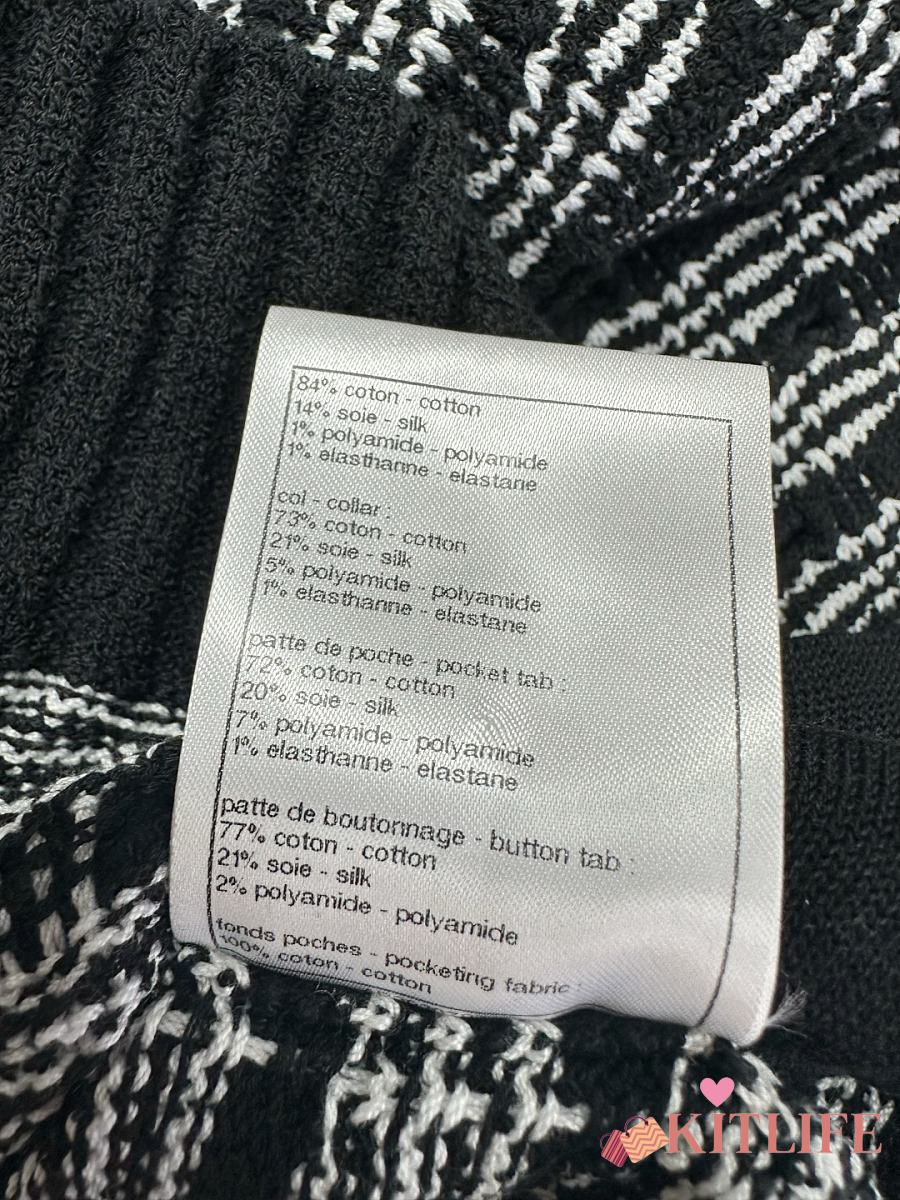 84% coton - cotton
14% soie - silk
1% polyamide - polyamide
1% elasthanne - elastane
col - collar :
73% coton - cotton
21% soie - silk
5% polyamide - polyamide
1% elasthanne - elastane
patte de poche - pocket tab :
72% coton - cotton
20% soie - silk
7% polyamide - polyamide
1% elasthanne - elastane
patte de boutonnage - button tab :
77% coton - cotton
21% soie - silk
2% polyamide - polyamide
fonds poches - pocketing fabric :
100% coton - cotton
KITLIFE